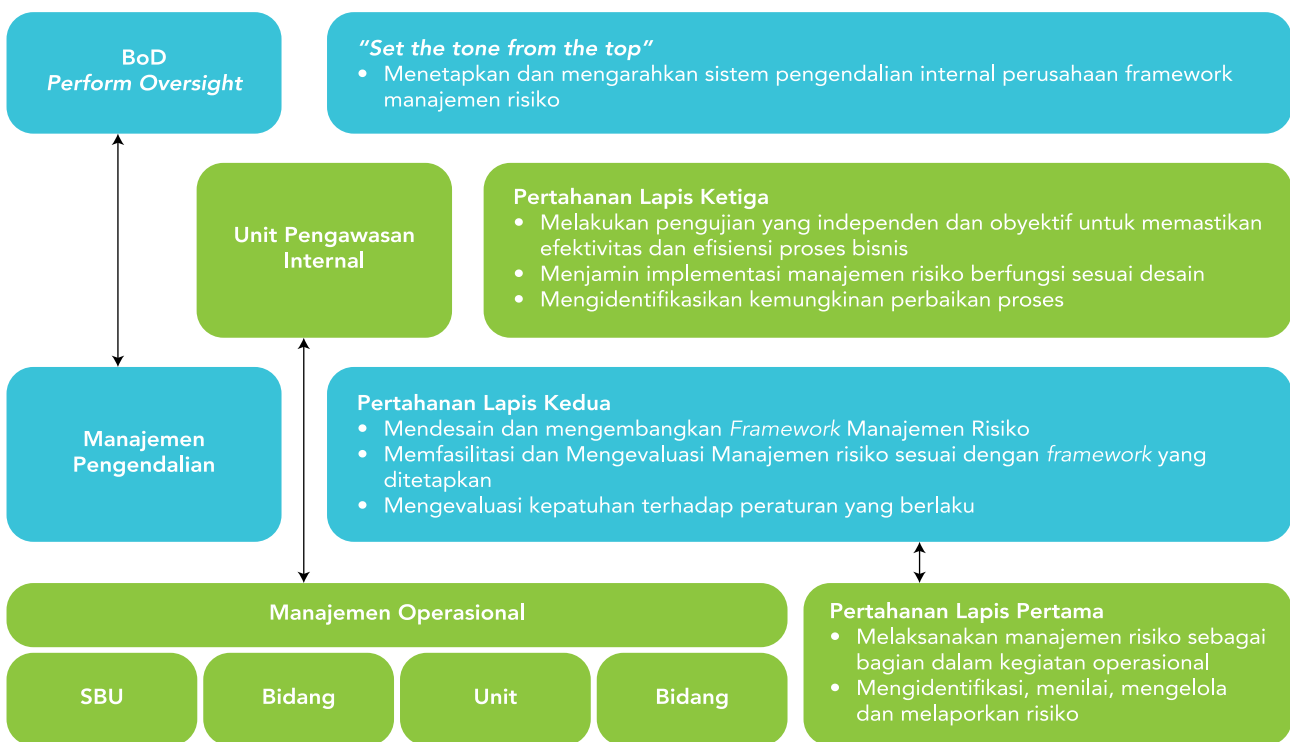 BoD
Perform Oversight
“Set the tone from the top”
• Menetapkan dan mengarahkan sistem pengendalian internal perusahaan framework
manajemen risiko
Unit Pengawasan
Internal
Pertahanan Lapis Ketiga
• Melakukan pengujian yang independen dan obyektif untuk memastikan
efektivitas dan efisiensi proses bisnis
• Menjamin implementasi manajemen risiko berfungsi sesuai desain
• Mengidentifikasikan kemungkinan perbaikan proses
Manajemen
Pengendalian
Pertahanan Lapis Kedua
• Mendesain dan mengembangkan Framework Manajemen Risiko
• Memfasilitasi dan Mengevaluasi Manajemen risiko sesuai dengan framework yang
ditetapkan
• Mengevaluasi kepatuhan terhadap peraturan yang berlaku
Manajemen Operasional
SBU
Bidang
Unit
Bidang
Pertahanan Lapis Pertama
• Melaksanakan manajemen risiko sebagai
bagian dalam kegiatan operasional
• Mengidentifikasi, menilai, mengelola
dan melaporkan risiko